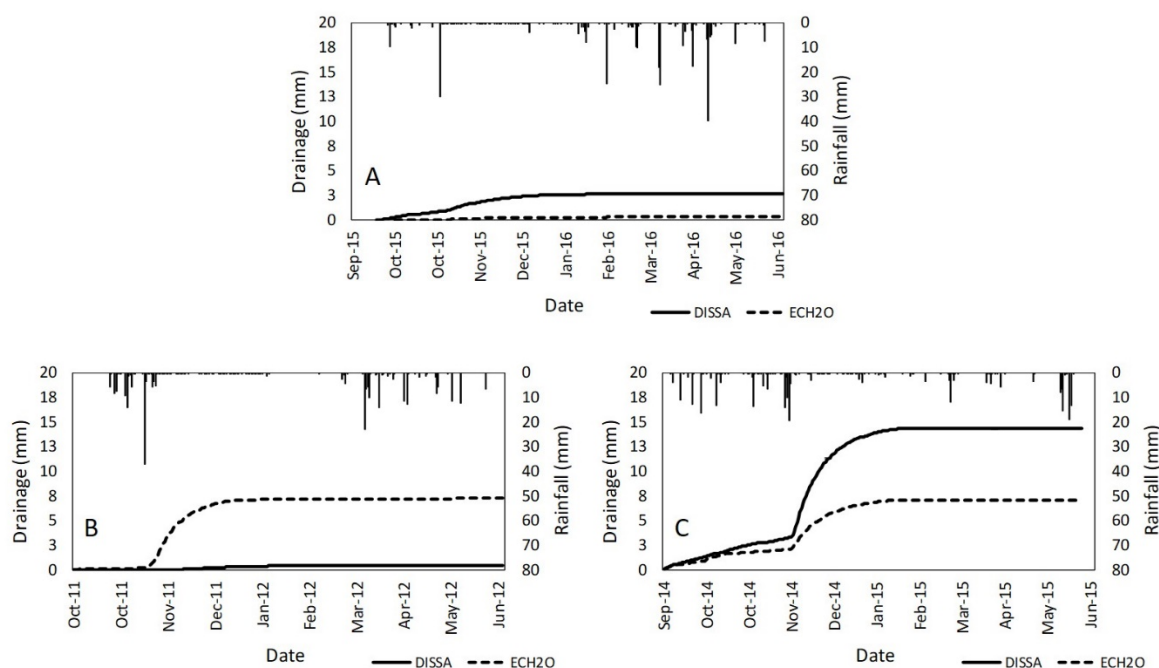 20
18
15
13
10
8
5
3
0
Drainage (mm)
A
0
10
20
30
40
50
60
70
80
Rainfall (mm)
Sep-15
Oct-15
Oct-15
Nov-15
Dec-15
Jan-16
Feb-16
Mar-16
Apr-16
May-16
Jun-16
Date
DISSA
ECH2O
20
18
15
13
10
8
5
3
0
Drainage (mm)
B
0
10
20
30
40
50
60
70
80
Rainfall (mm)
Oct-11
Oct-11
Nov-11
Dec-11
Jan-12
Feb-12
Mar-12
Apr-12
May-12
Jun-12
Date
DISSA
ECH2O
20
18
15
13
10
8
5
3
0
Drainage (mm)
C
0
10
20
30
40
50
60
70
80
Rainfall (mm)
Sep-14
Oct-14
Nov-14
Nov-14
Dec-14
Jan-15
Feb-15
Mar-15
Apr-15
May-15
Jun-15
Date
DISSA
ECH2O